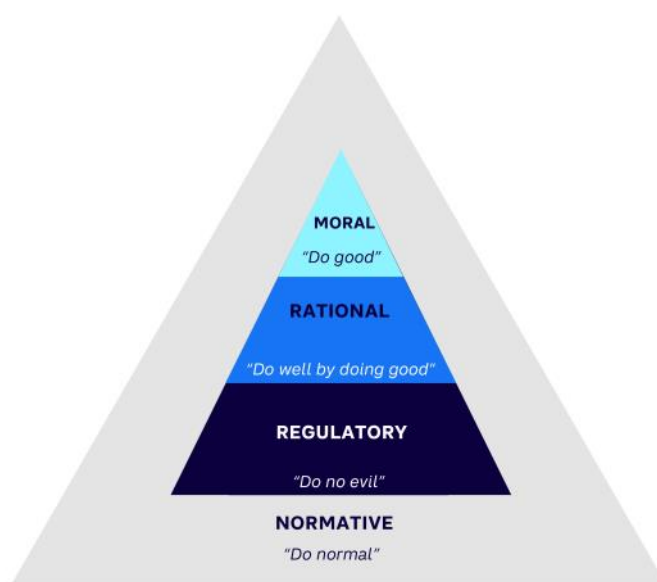 MORAL
“Do good”
RATIONAL
“Do well by doing good”
REGULATORY
“Do no evil”
NORMATIVE
“Do normal”